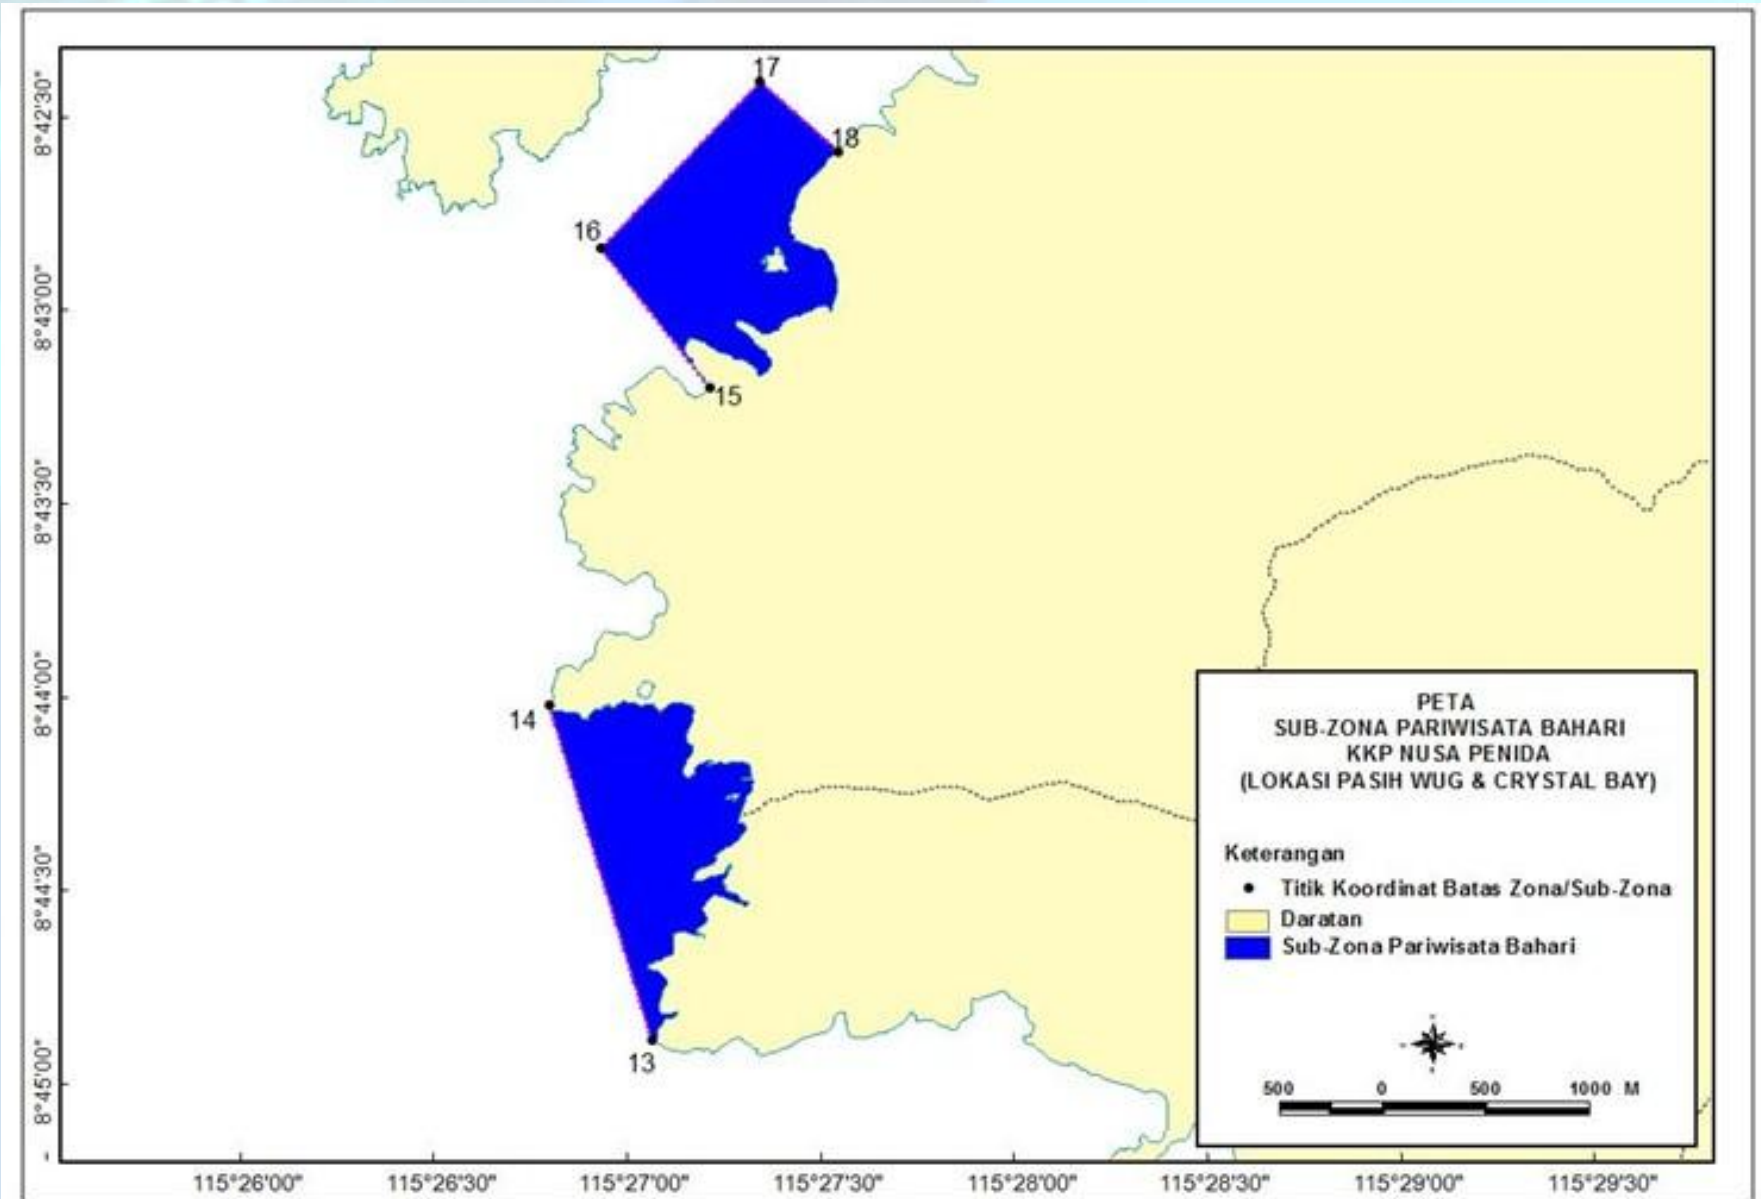 17
18
16
15
14
13
8°42'30"
8°43'00"
8°43'30"
8°44'00"
8°44'30"
8°45'00"
115°26'00"
115°26'30"
115°27'00"
115°27'30"
115°28'00"
115°28'30"
115°29'00"
115°29'30"
PETA
SUB-ZONA PARIWISATA BAHARI
KKP NUSA PENIDA
(LOKASI PASIH WUG & CRYSTAL BAY)
Keterangan
Titik Koordinat Batas Zona/Sub-Zona
Daratan
Sub-Zona Pariwisata Bahari
500 0 500 1000 M